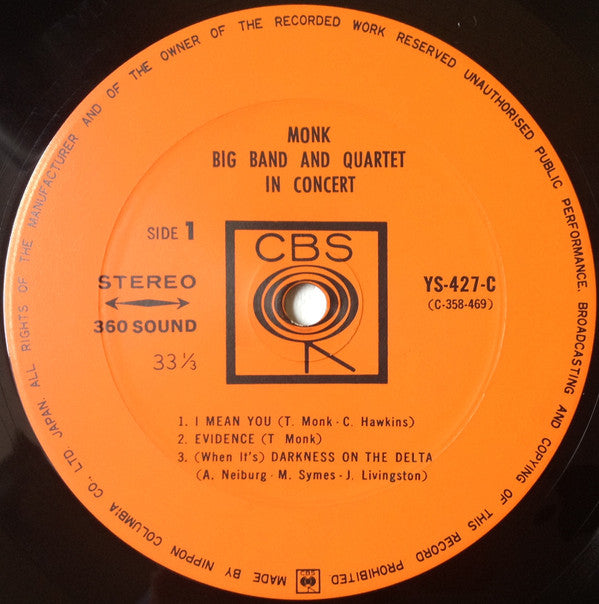 MONK
BIG BAND AND QUARTET
IN CONCERT
SIDE 1
CBS
STEREO
360 SOUND
33 1/3
YS-427-C
(C-358-469)
1. I MEAN YOU (T. Monk - C. Hawkins)
2. EVIDENCE (T. Monk)
3. (When It's) DARKNESS ON THE DELTA
(A. Neiburg - M. Symes - J. Livingston)
CBS
MADE BY NIPPON COLUMBIA CO., LTD. JAPAN. ALL RIGHTS OF THE MANUFACTURER AND OF THE OWNER OF THE RECORDED WORK RESERVED UNAUTHORISED PUBLIC PERFORMANCE, BROADCASTING AND COPYING OF THIS RECORD PROHIBITED